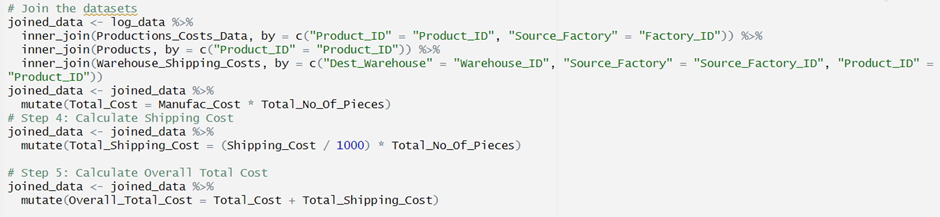 # Join the datasets
joined_data <- log_data %>%
  inner_join(Productions_Costs_Data, by = c("Product_ID" = "Product_ID", "Source_Factory" = "Factory_ID")) %>%
  inner_join(Products, by = c("Product_ID" = "Product_ID")) %>%
  inner_join(Warehouse_Shipping_Costs, by = c("Dest_Warehouse" = "Warehouse_ID", "Source_Factory" = "Source_Factory_ID", "Product_ID" =
"Product_ID"))
joined_data <- joined_data %>%
  mutate(Total_Cost = Manufac_Cost * Total_No_Of_Pieces)
# Step 4: Calculate Shipping Cost
joined_data <- joined_data %>%
  mutate(Total_Shipping_Cost = (Shipping_Cost / 1000) * Total_No_Of_Pieces)

# Step 5: Calculate Overall Total Cost
joined_data <- joined_data %>%
  mutate(Overall_Total_Cost = Total_Cost + Total_Shipping_Cost)